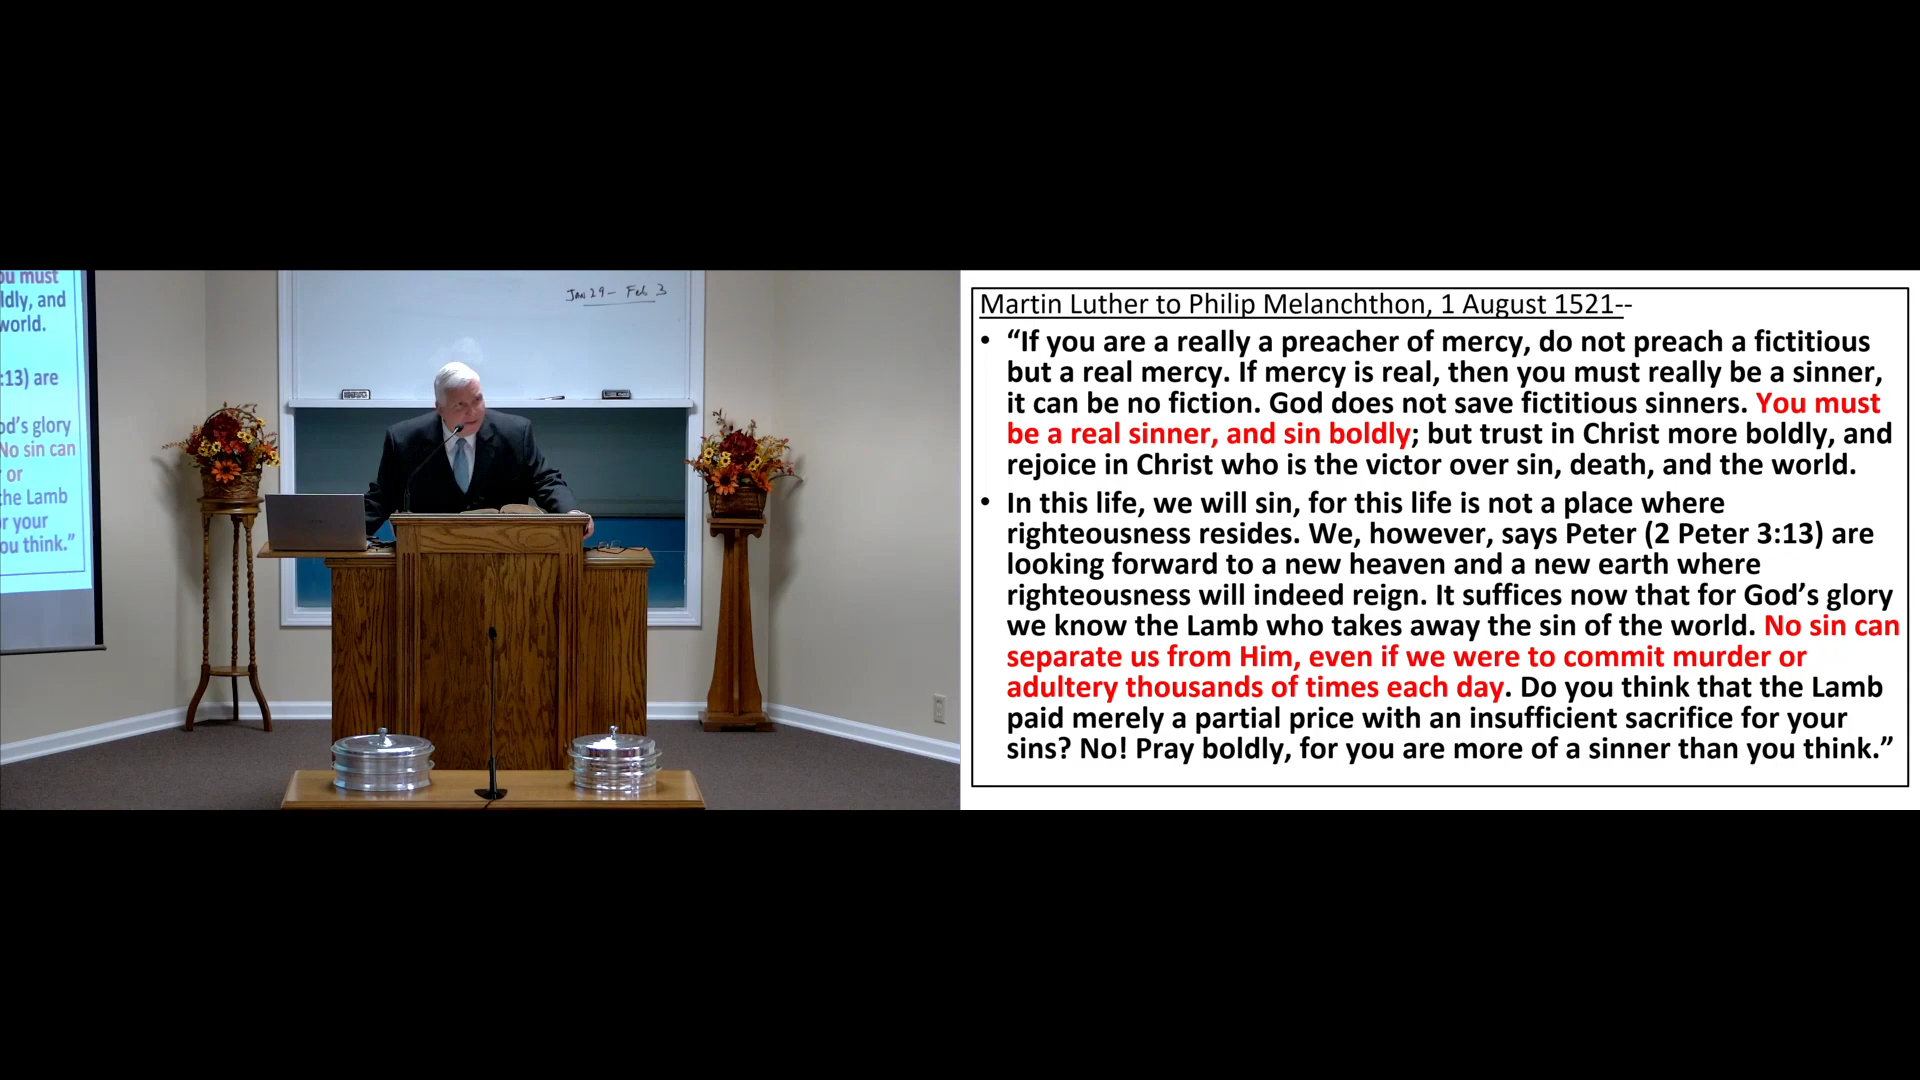 ou must
ldly, and
world.
:13) are
od's glory
No sin can
or
the Lamb
r your
ou think."
Jan 29 - Feb 3
Martin Luther to Philip Melanchthon, 1 August 1521--
• “If you are a really a preacher of mercy, do not preach a fictitious
but a real mercy. If mercy is real, then you must really be a sinner,
it can be no fiction. God does not save fictitious sinners. You must
be a real sinner, and sin boldly; but trust in Christ more boldly, and
rejoice in Christ who is the victor over sin, death, and the world.
• In this life, we will sin, for this life is not a place where
righteousness resides. We, however, says Peter (2 Peter 3:13) are
looking forward to a new heaven and a new earth where
righteousness will indeed reign. It suffices now that for God’s glory
we know the Lamb who takes away the sin of the world. No sin can
separate us from Him, even if we were to commit murder or
adultery thousands of times each day. Do you think that the Lamb
paid merely a partial price with an insufficient sacrifice for your
sins? No! Pray boldly, for you are more of a sinner than you think.”